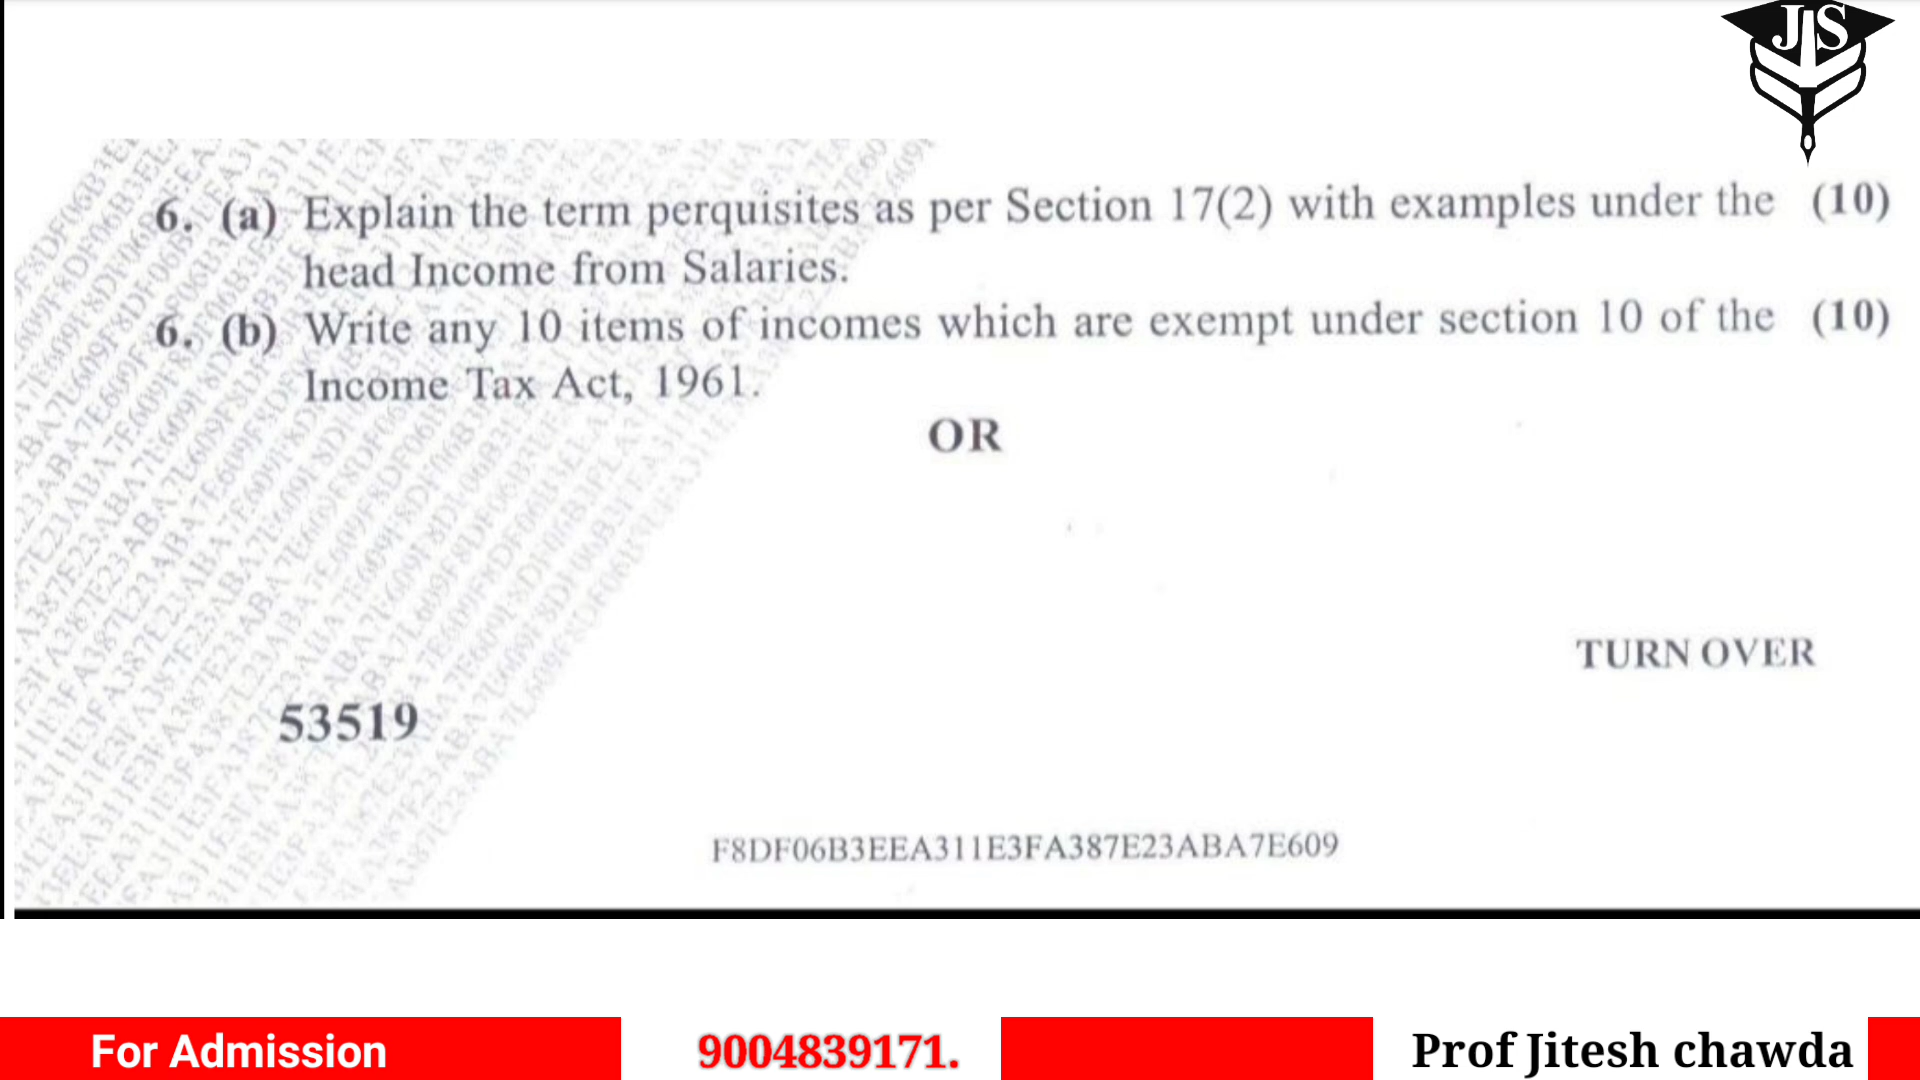 JS
6. (a) Explain the term perquisites as per Section 17(2) with examples under the (10)
head Income from Salaries.
6. (b) Write any 10 items of incomes which are exempt under section 10 of the (10)
Income Tax Act, 1961.
OR
TURN OVER
53519
F8DF06B3EEA311E3FA387E23ABA7E609
For Admission 9004839171. Prof Jitesh chawda